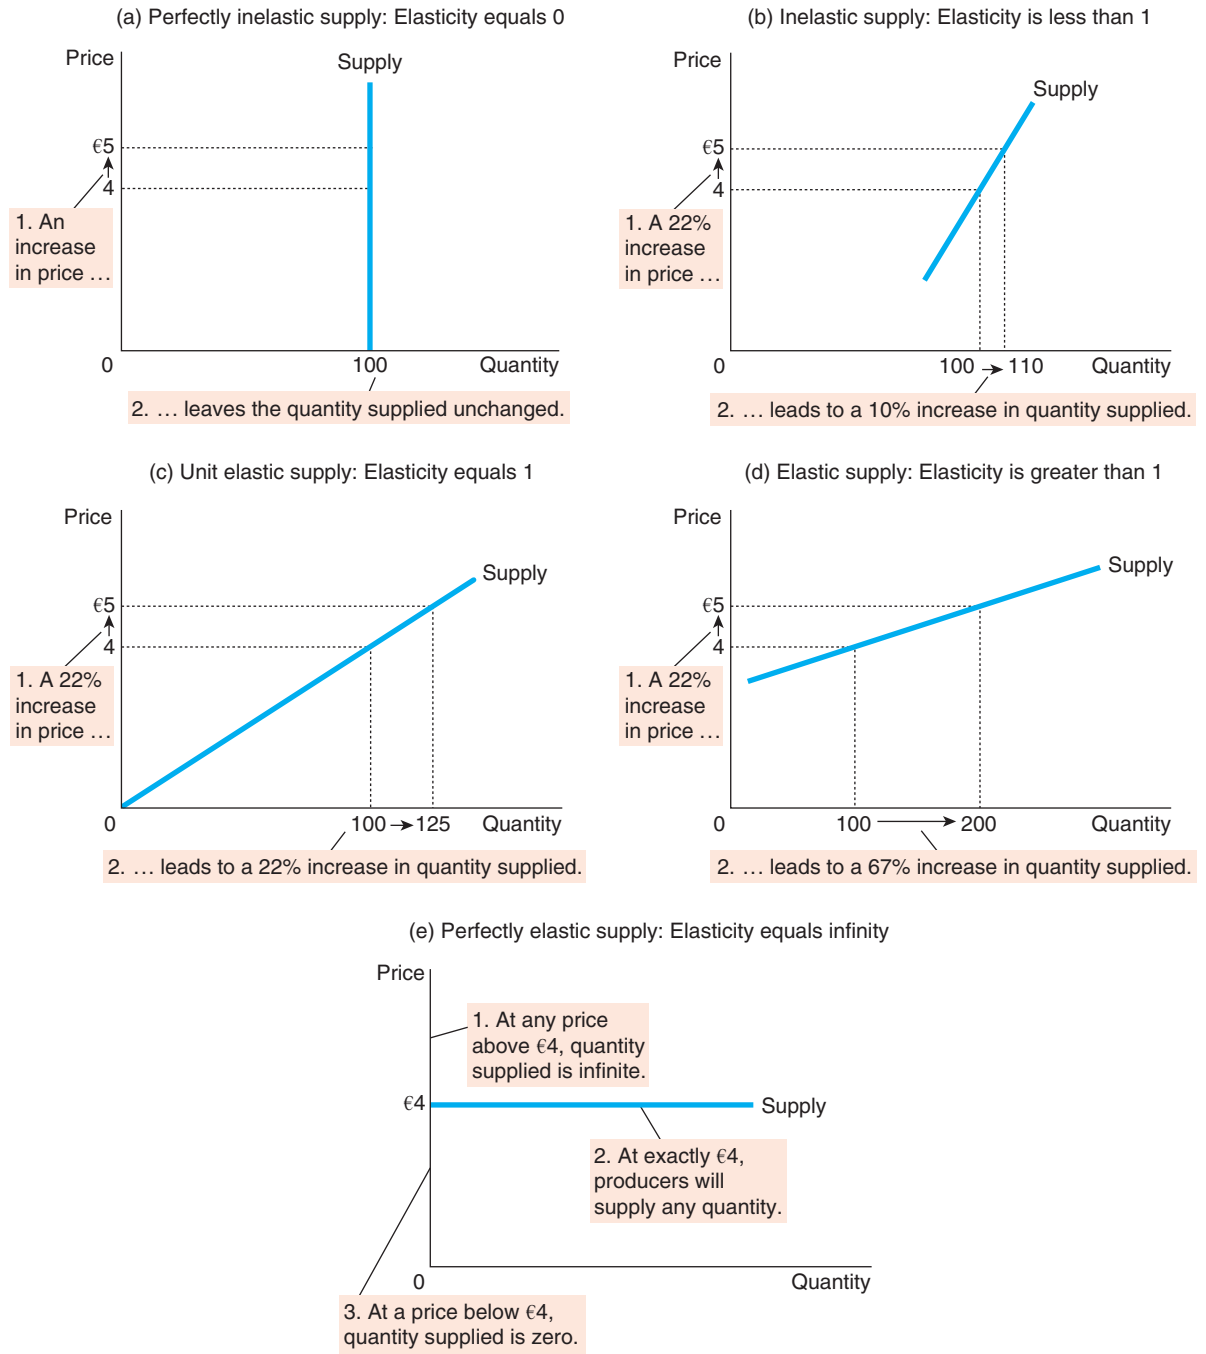 (a) Perfectly inelastic supply: Elasticity equals 0
Price
Supply
€5
4
1. An
increase
in price …
0
100
Quantity
2. … leaves the quantity supplied unchanged.
(b) Inelastic supply: Elasticity is less than 1
Price
Supply
€5
4
1. A 22%
increase
in price …
0
100
110
Quantity
2. … leads to a 10% increase in quantity supplied.
(c) Unit elastic supply: Elasticity equals 1
Price
Supply
€5
4
1. A 22%
increase
in price …
0
100
125
Quantity
2. … leads to a 22% increase in quantity supplied.
(d) Elastic supply: Elasticity is greater than 1
Price
Supply
€5
4
1. A 22%
increase
in price …
0
100
200
Quantity
2. … leads to a 67% increase in quantity supplied.
(e) Perfectly elastic supply: Elasticity equals infinity
Price
1. At any price
above €4, quantity
supplied is infinite.
€4
Supply
2. At exactly €4,
producers will
supply any quantity.
0
Quantity
3. At a price below €4,
quantity supplied is zero.